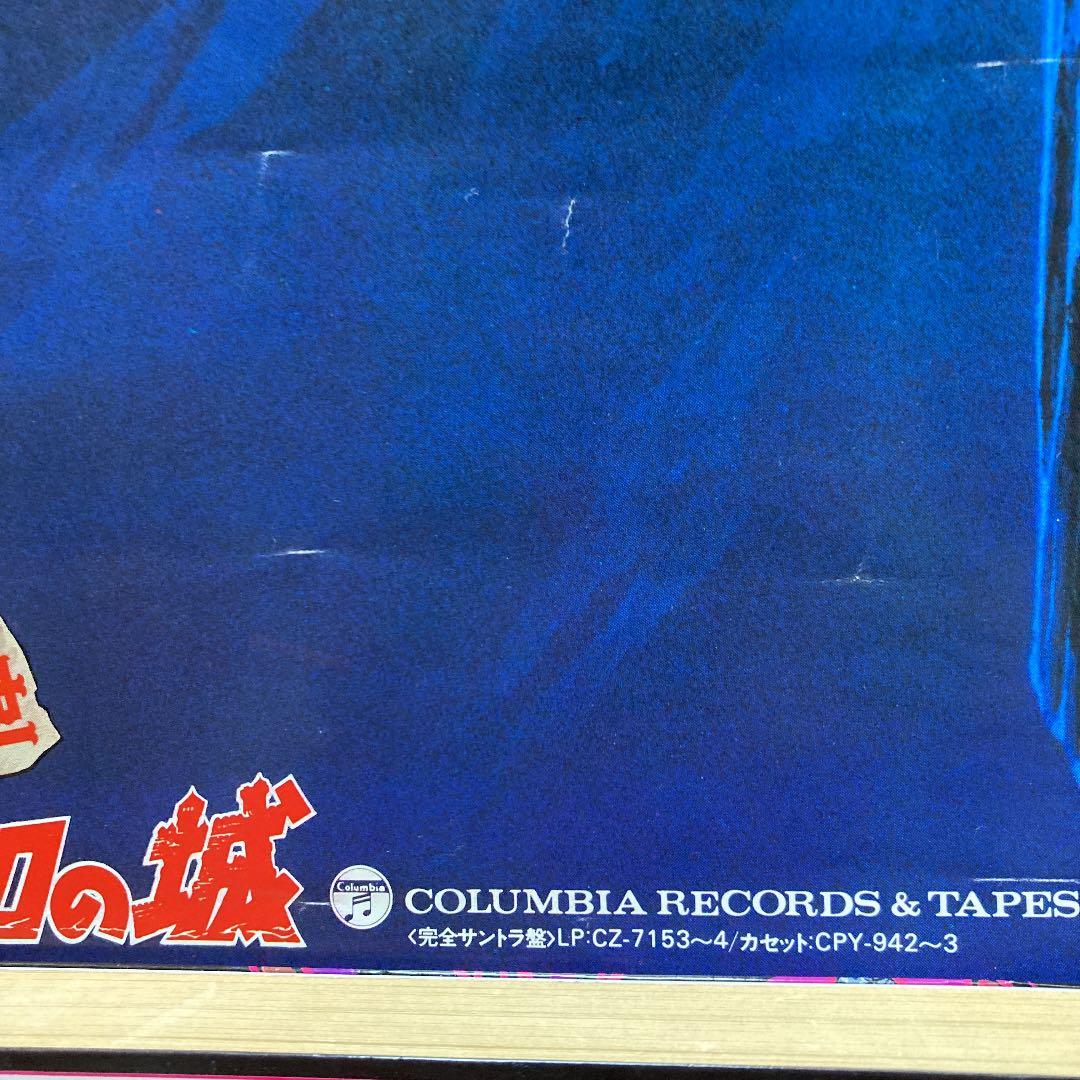 の城
Columbia
COLUMBIA RECORDS & TAPES
〈完全サントラ盤〉LP:CZ-7153〜4/カセット:CPY-942〜3